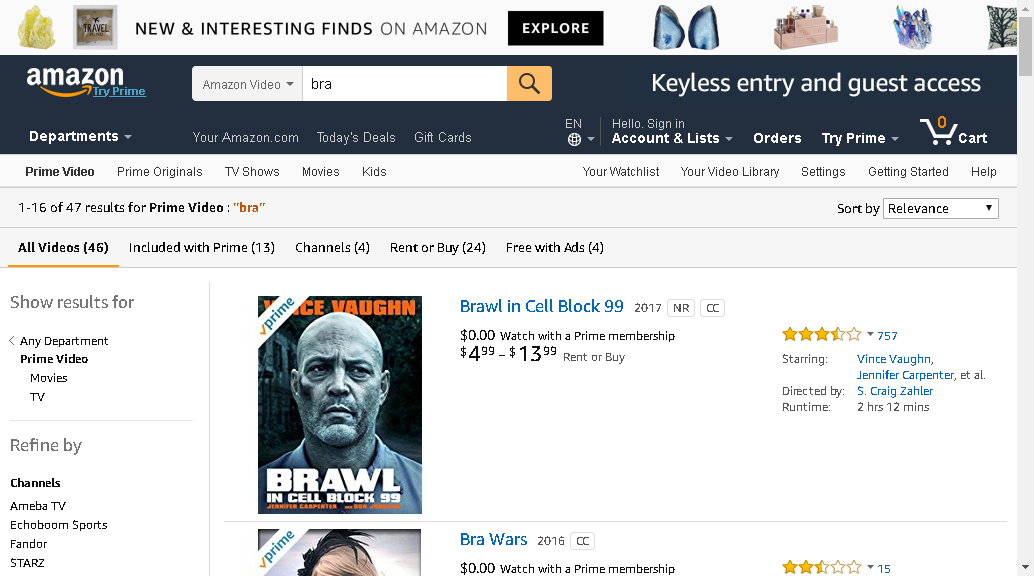 TRAVEL
NEW & INTERESTING FINDS ON AMAZON
EXPLORE
amazon
Try Prime
Amazon Video
bra
Keyless entry and guest access
Departments
Your Amazon.com Today's Deals Gift Cards
EN
Hello. Sign in
Account & Lists
Orders
Try Prime
0
Cart
Prime Video Prime Originals TV Shows Movies Kids Your Watchlist Your Video Library Settings Getting Started Help
1-16 of 47 results for Prime Video : "bra"
Sort by Relevance
All Videos (46) Included with Prime (13) Channels (4) Rent or Buy (24) Free with Ads (4)
Show results for
Any Department
Prime Video
Movies
TV
Refine by
Channels
Ameba TV
Echoboom Sports
Fandor
STARZ
prime
VINCE VAUGHN
BRAWL
IN CELL BLOCK 99
JENNIFER CARPENTER AND DON JOHNSON
Brawl in Cell Block 99 2017 NR CC
$0.00 Watch with a Prime membership
$4.99 – $13.99 Rent or Buy
757
Starring: Vince Vaughn,
Jennifer Carpenter, et al.
Directed by: S. Craig Zahler
Runtime: 2 hrs 12 mins
prime
Bra Wars 2016 CC
$0.00 Watch with a Prime membership
15